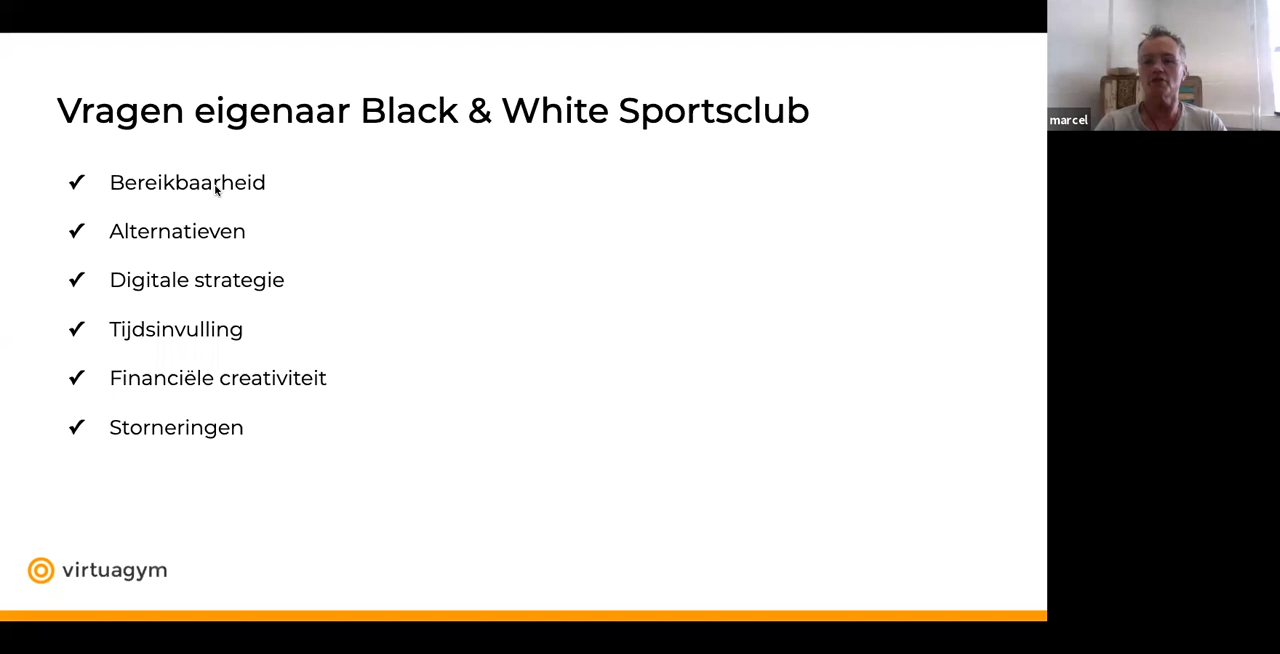 Vragen eigenaar Black & White Sportsclub
✔ Bereikbaarheid
✔ Alternatieven
✔ Digitale strategie
✔ Tijdsinvulling
✔ Financiële creativiteit
✔ Storneringen
virtuagym
marcel